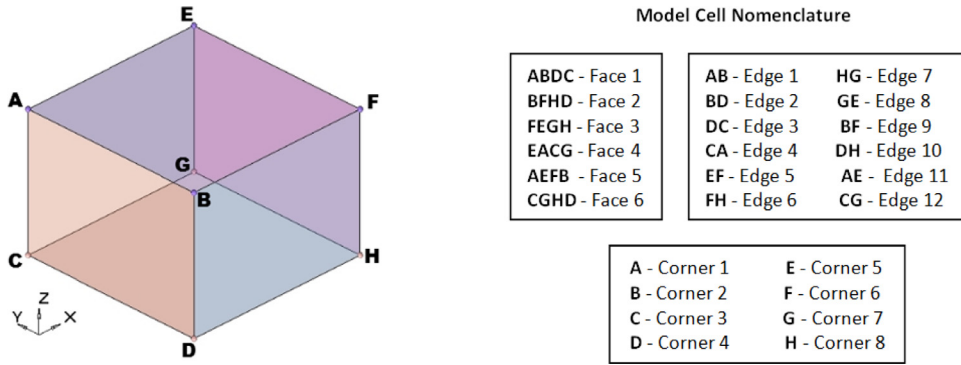 E
A
F
G
B
C
H
D
Z
Y
X
Model Cell Nomenclature
ABDC - Face 1
BFHD - Face 2
FEGH - Face 3
EACG - Face 4
AEFB - Face 5
CGHD - Face 6
AB - Edge 1
BD - Edge 2
DC - Edge 3
CA - Edge 4
EF - Edge 5
FH - Edge 6
HG - Edge 7
GE - Edge 8
BF - Edge 9
DH - Edge 10
AE - Edge 11
CG - Edge 12
A - Corner 1
B - Corner 2
C - Corner 3
D - Corner 4
E - Corner 5
F - Corner 6
G - Corner 7
H - Corner 8